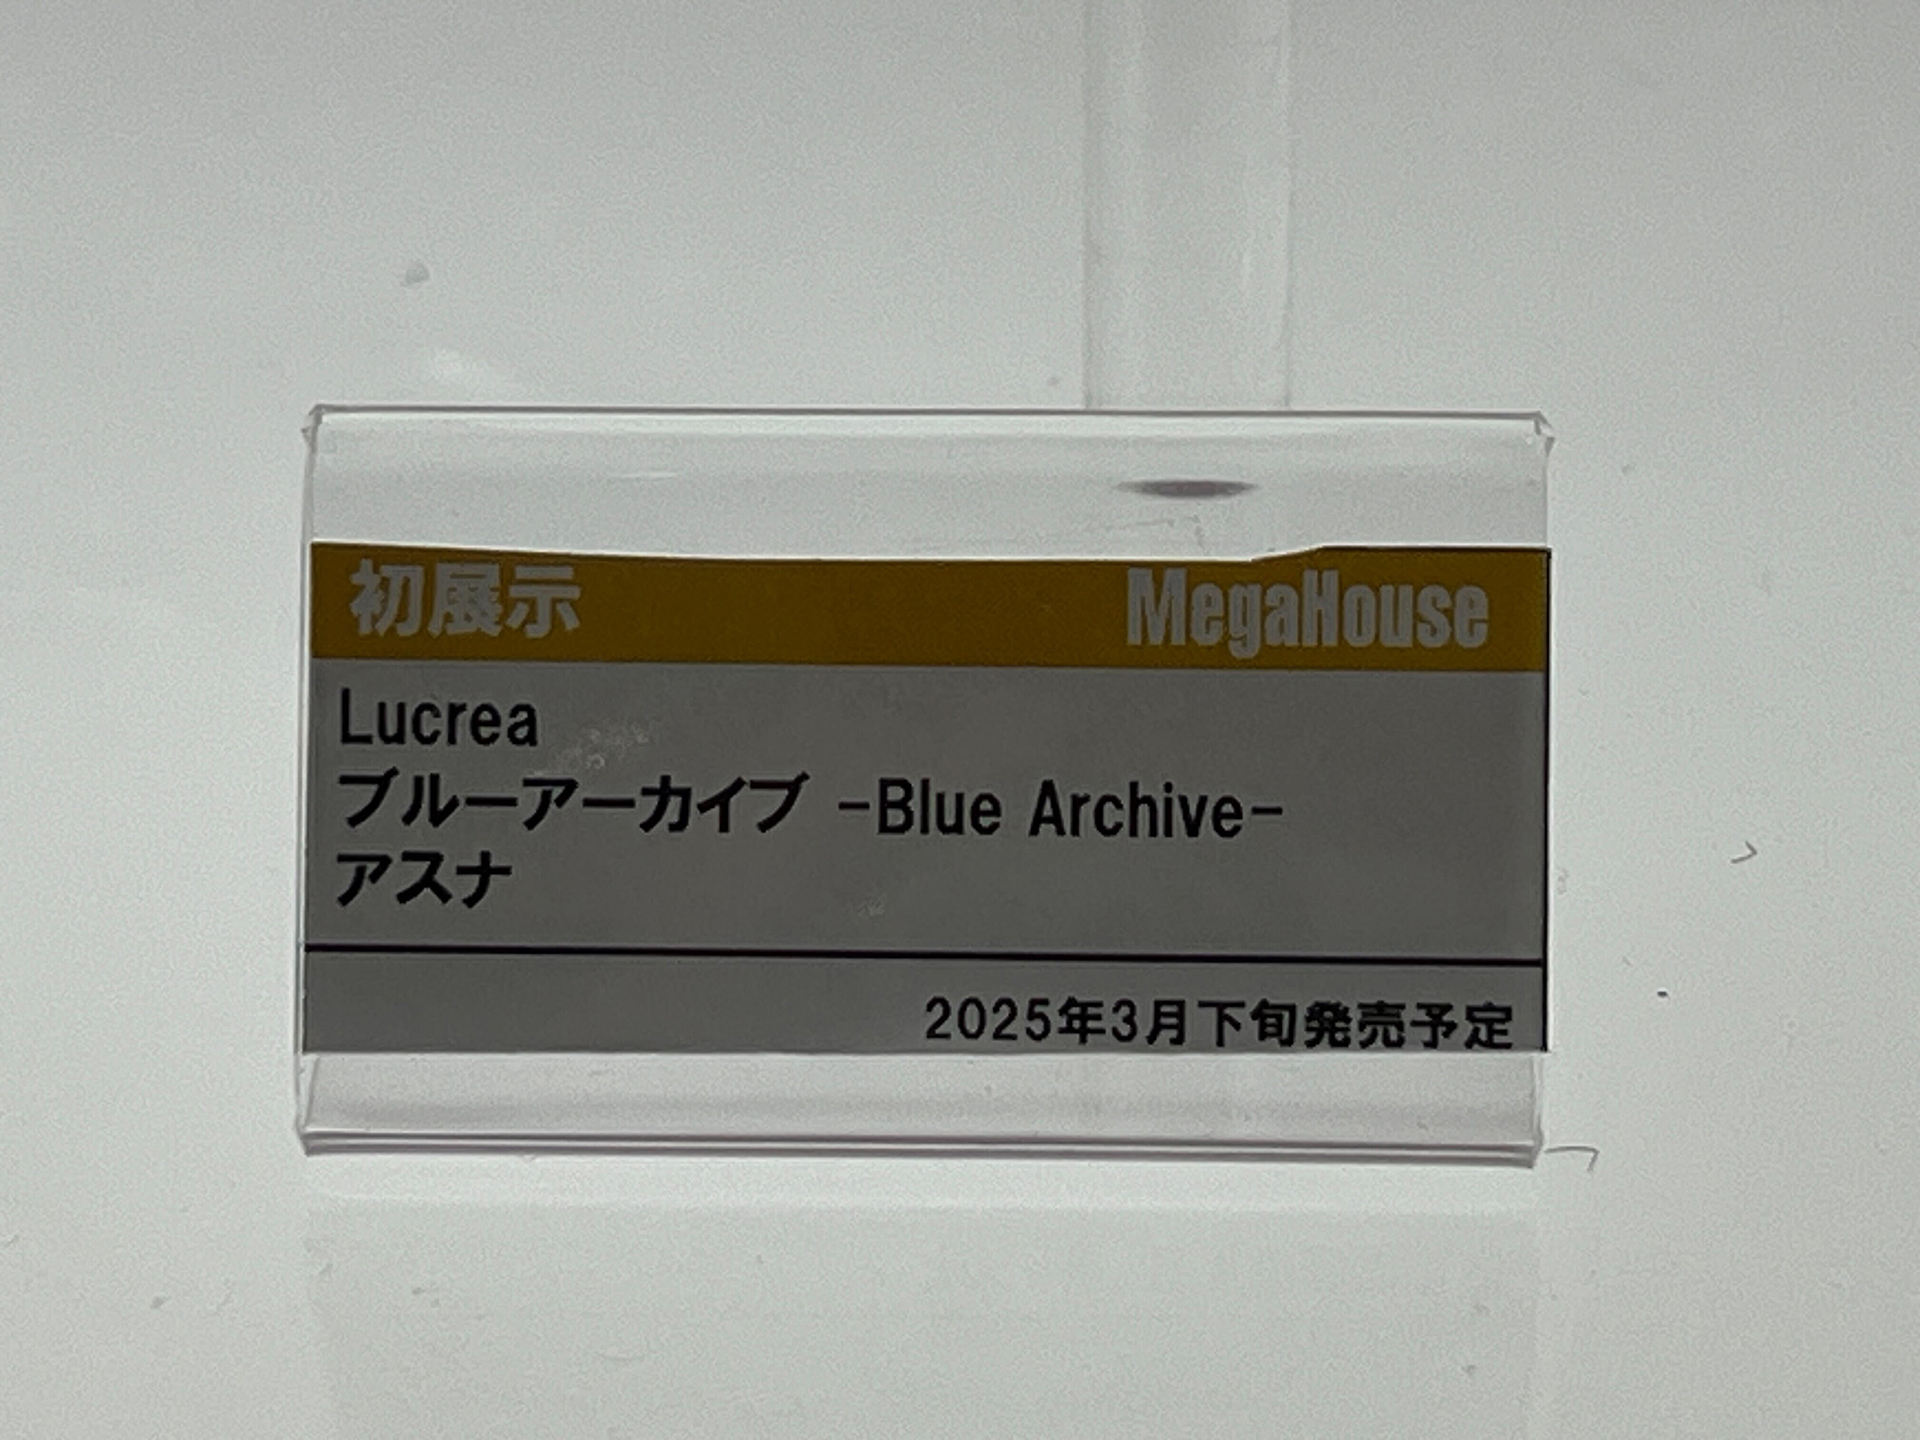 初展示 MegaHouse
Lucrea
ブルーアーカイブ -Blue Archive-
アスナ
2025年3月下旬発売予定